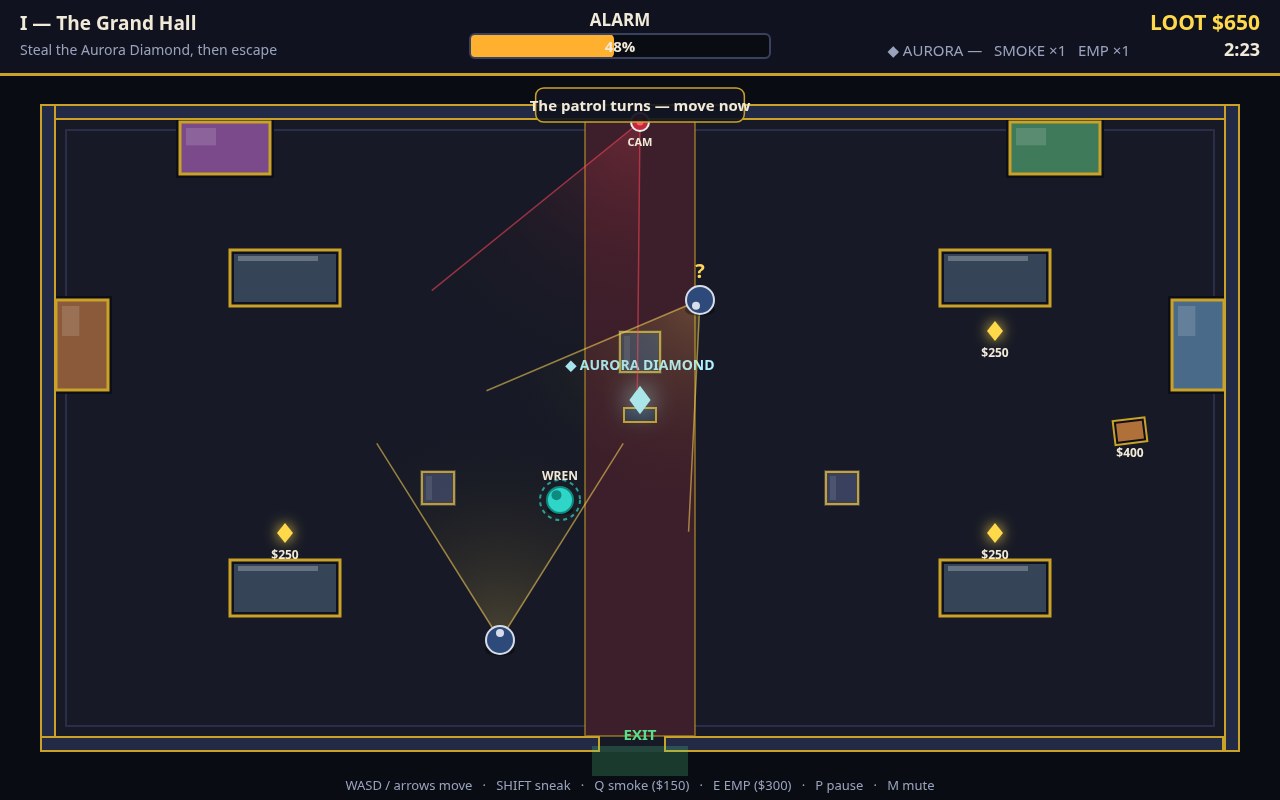 I — The Grand Hall
Steal the Aurora Diamond, then escape
ALARM
48%
LOOT $650
◆ AURORA — SMOKE ×1 EMP ×1
2:23
The patrol turns — move now
CAM
?
$250
◆ AURORA DIAMOND
$400
WREN
$250
$250
EXIT
WASD / arrows move · SHIFT sneak · Q smoke ($150) · E EMP ($300) · P pause · M mute